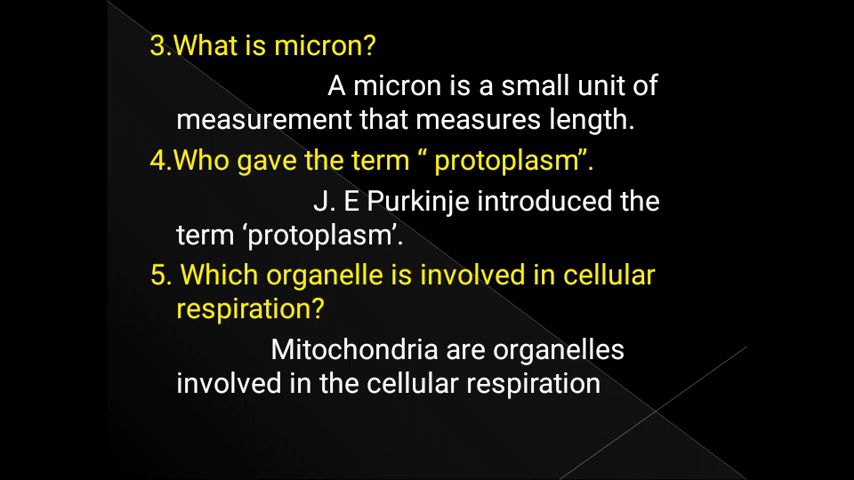 3.What is micron?
A micron is a small unit of
measurement that measures length.
4.Who gave the term “ protoplasm”.
J. E Purkinje introduced the
term ‘protoplasm’.
5. Which organelle is involved in cellular
respiration?
Mitochondria are organelles
involved in the cellular respiration